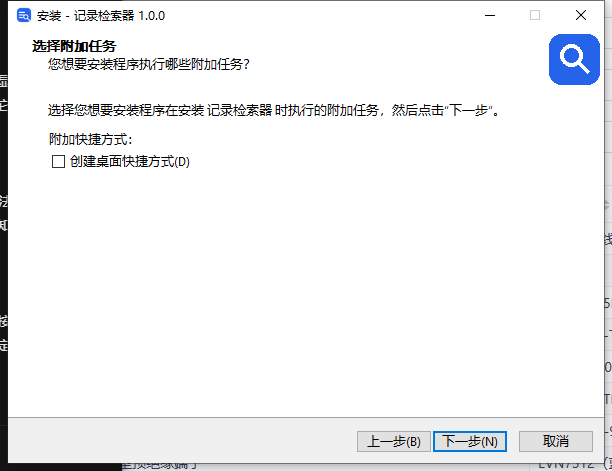 安装 - 记录检索器 1.0.0
选择附加任务
您想要安装程序执行哪些附加任务？
选择您想要安装程序在安装 记录检索器 时执行的附加任务，然后点击“下一步”。
附加快捷方式：
创建桌面快捷方式(D)
上一步(B)
下一步(N)
取消